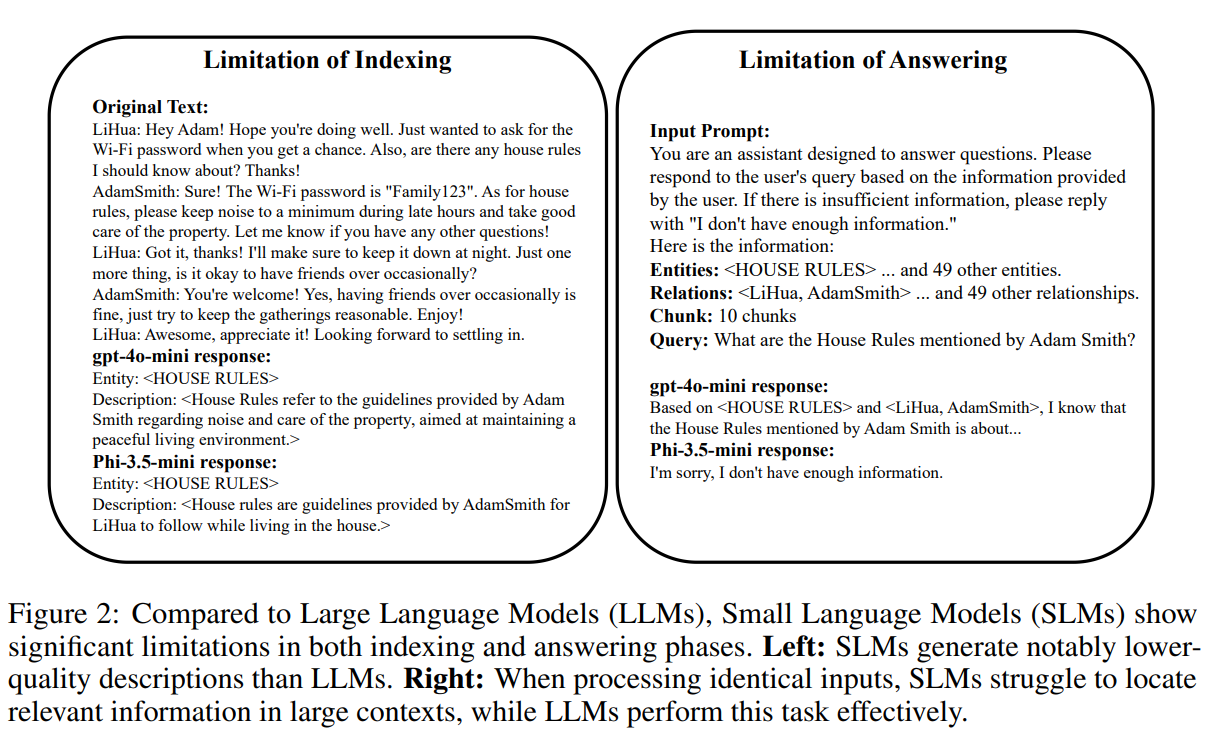 Limitation of Indexing
Original Text:
LiHua: Hey Adam! Hope you're doing well. Just wanted to ask for the
Wi-Fi password when you get a chance. Also, are there any house rules
I should know about? Thanks!
AdamSmith: Sure! The Wi-Fi password is "Family123". As for house
rules, please keep noise to a minimum during late hours and take good
care of the property. Let me know if you have any other questions!
LiHua: Got it, thanks! I'll make sure to keep it down at night. Just one
more thing, is it okay to have friends over occasionally?
AdamSmith: You're welcome! Yes, having friends over occasionally is
fine, just try to keep the gatherings reasonable. Enjoy!
LiHua: Awesome, appreciate it! Looking forward to settling in.
gpt-4o-mini response:
Entity: <HOUSE RULES>
Description: <House Rules refer to the guidelines provided by Adam
Smith regarding noise and care of the property, aimed at maintaining a
peaceful living environment.>
Phi-3.5-mini response:
Entity: <HOUSE RULES>
Description: <House rules are guidelines provided by AdamSmith for
LiHua to follow while living in the house.>
Limitation of Answering
Input Prompt:
You are an assistant designed to answer questions. Please
respond to the user's query based on the information provided
by the user. If there is insufficient information, please reply
with "I don't have enough information."
Here is the information:
Entities: <HOUSE RULES> ... and 49 other entities.
Relations: <LiHua, AdamSmith> ... and 49 other relationships.
Chunk: 10 chunks
Query: What are the House Rules mentioned by Adam Smith?
gpt-4o-mini response:
Based on <HOUSE RULES> and <LiHua, AdamSmith>, I know that
the House Rules mentioned by Adam Smith is about...
Phi-3.5-mini response:
I'm sorry, I don't have enough information.
Figure 2: Compared to Large Language Models (LLMs), Small Language Models (SLMs) show
significant limitations in both indexing and answering phases. Left: SLMs generate notably lower-
quality descriptions than LLMs. Right: When processing identical inputs, SLMs struggle to locate
relevant information in large contexts, while LLMs perform this task effectively.